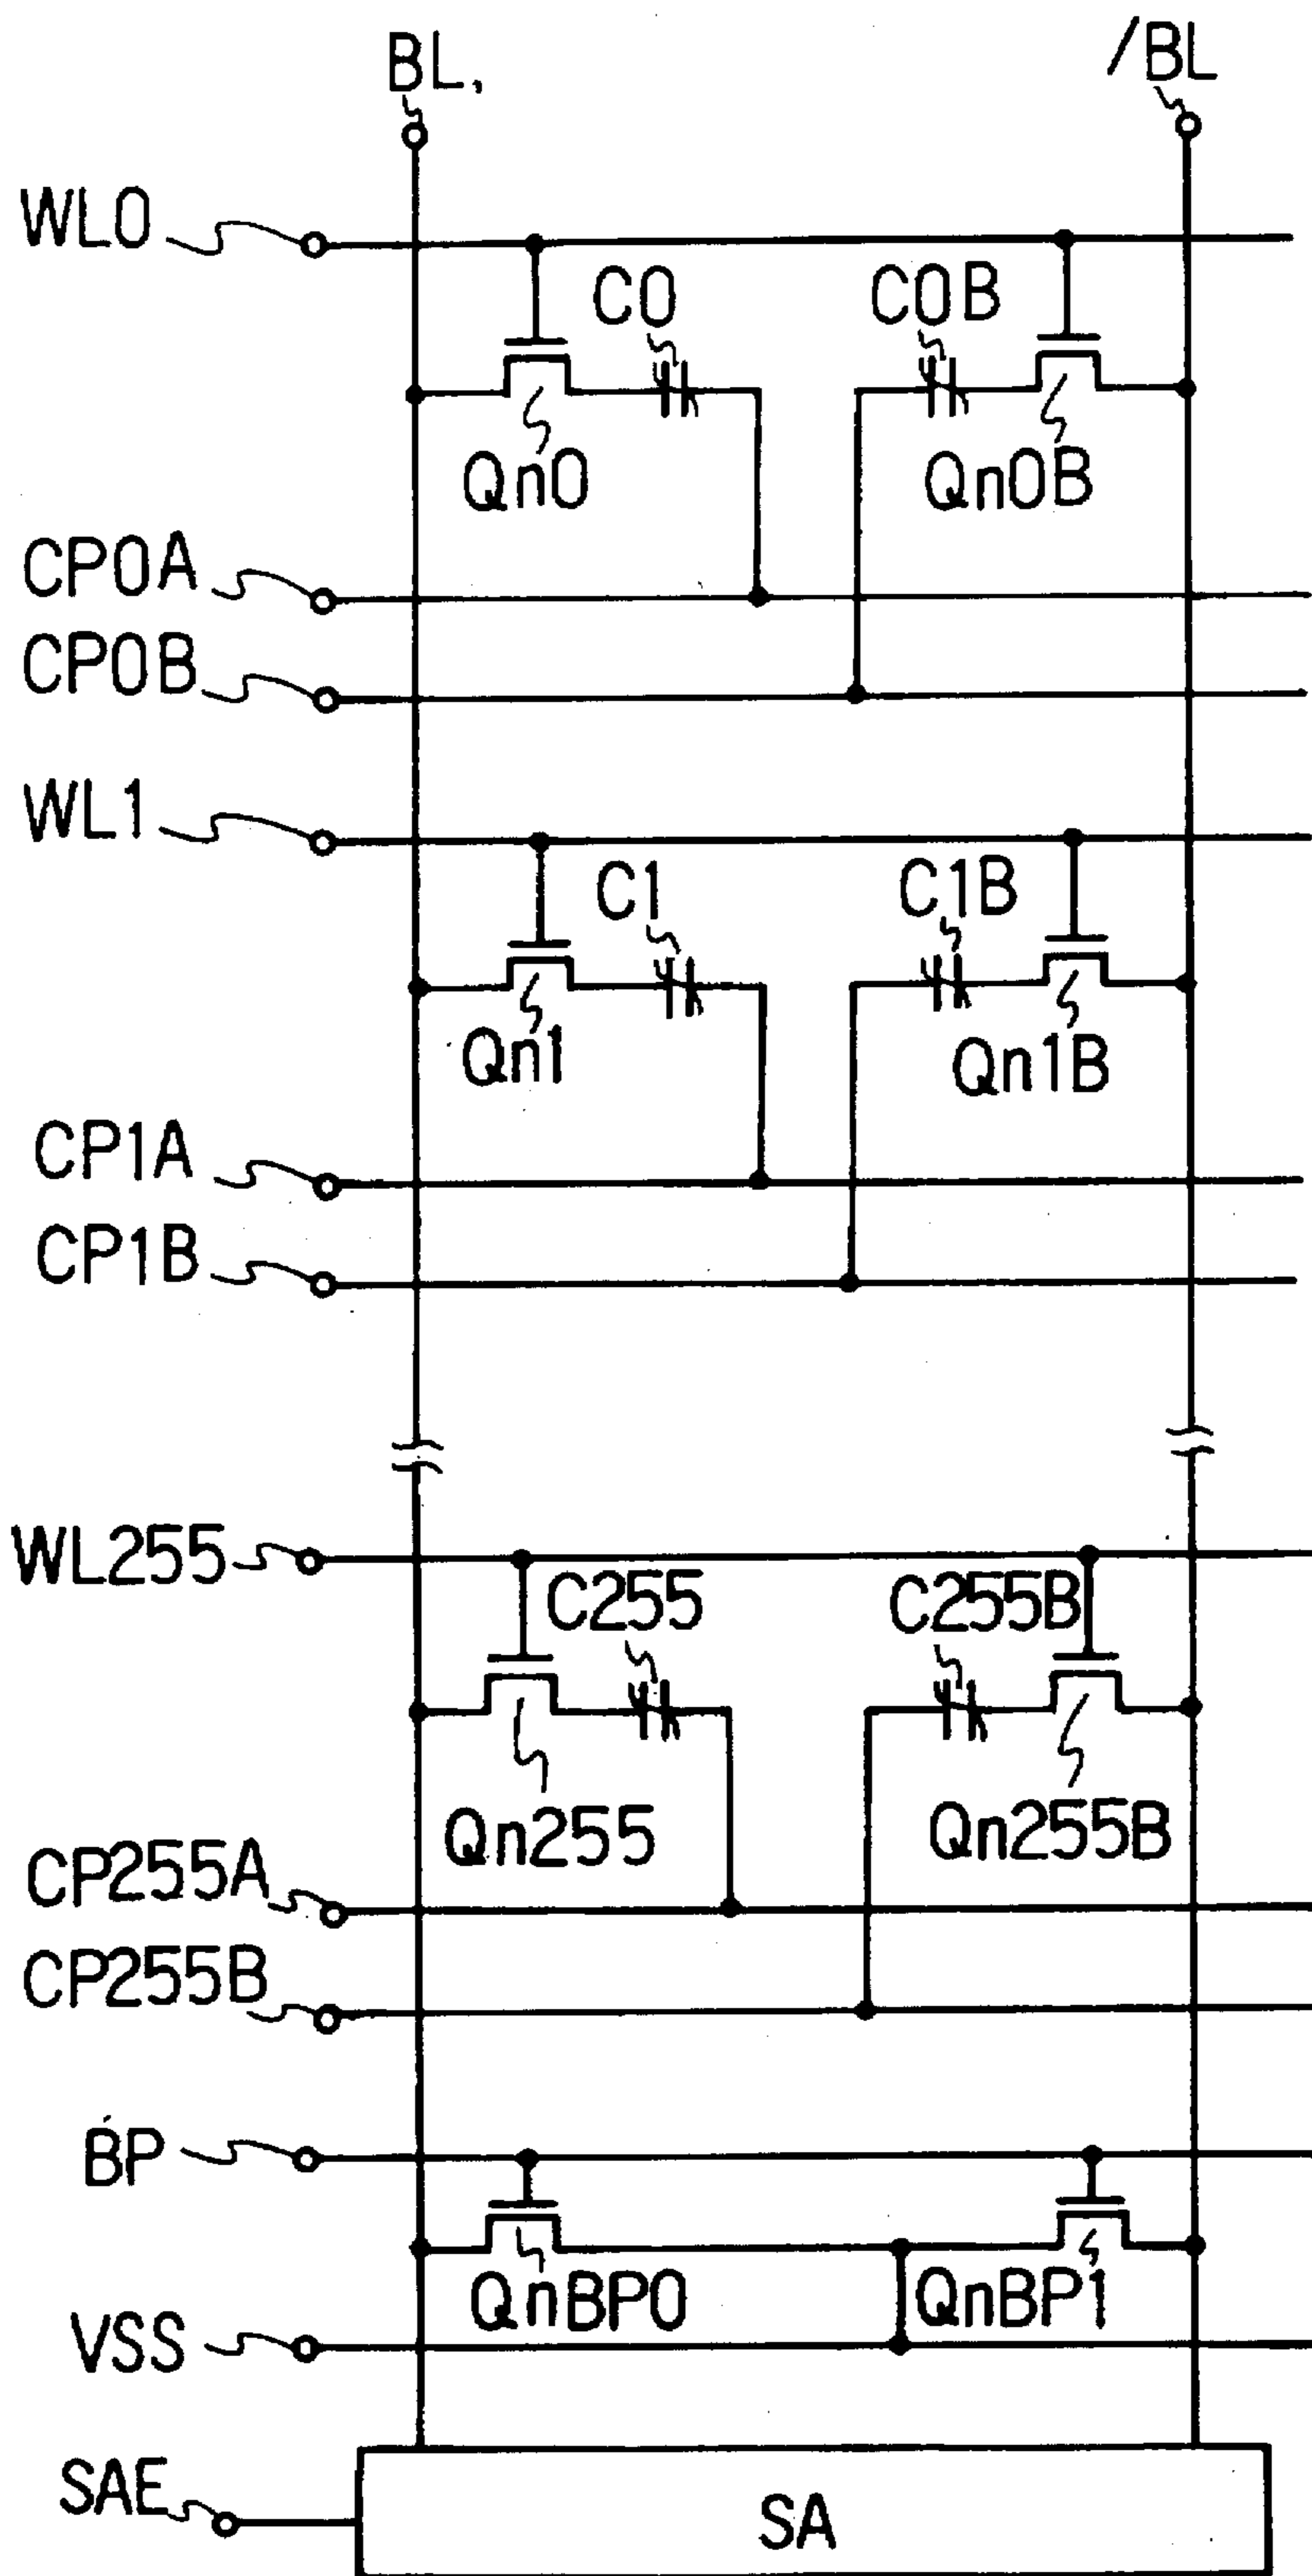 BL,
/BL
WL0
C0
C0B
Qn0
Qn0B
CP0A
CP0B
WL1
C1
C1B
Qn1
Qn1B
CP1A
CP1B
WL255
C255
C255B
Qn255
Qn255B
CP255A
CP255B
BP
QnBP0
QnBP1
VSS
SAE
SA